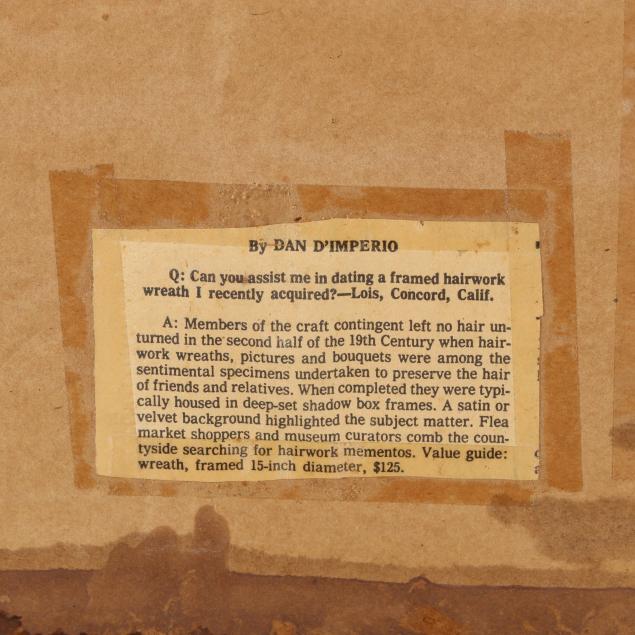 By DAN D'IMPERIO
Q: Can you assist me in dating a framed hairwork
wreath I recently acquired?—Lois, Concord, Calif.
A: Members of the craft contingent left no hair un-
turned in the second half of the 19th Century when hair-
work wreaths, pictures and bouquets were among the
sentimental specimens undertaken to preserve the hair
of friends and relatives. When completed they were typi-
cally housed in deep-set shadow box frames. A satin or
velvet background highlighted the subject matter. Flea
market shoppers and museum curators comb the coun-
tyside searching for hairwork mementos. Value guide:
wreath, framed 15-inch diameter, $125.